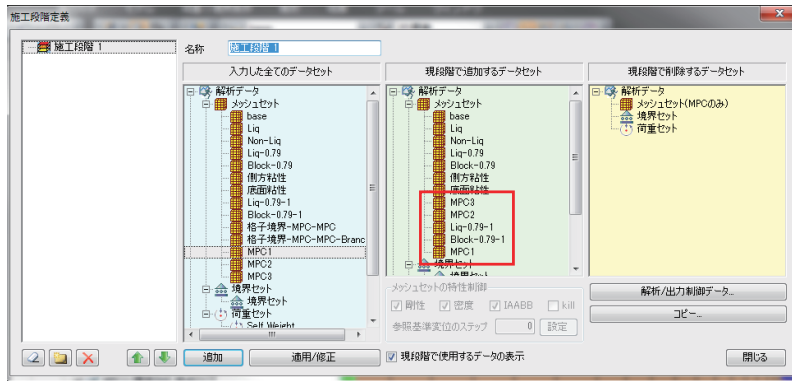 施工段階定義
施工段階 1
名称 施工段階 1
入力した全てのデータセット
解析データ
メッシュセット
base
Liq
Non-Liq
Liq-0.79
Block-0.79
側方粘性
底面粘性
Liq-0.79-1
Block-0.79-1
格子境界-MPC-MPC
格子境界-MPC-MPC-Branc
MPC1
MPC2
MPC3
境界セット
境界セット
荷重セット
Self Weight
現段階で追加するデータセット
解析データ
メッシュセット
base
Liq
Non-Liq
Liq-0.79
Block-0.79
側方粘性
底面粘性
MPC3
MPC2
Liq-0.79-1
Block-0.79-1
MPC1
境界セット
境界セット
現段階で削除するデータセット
解析データ
メッシュセット(MPCのみ)
境界セット
荷重セット
メッシュセットの特性制御
剛性 密度 IAABB kill
参照基準変位のステップ 0 設定
解析/出力制御データ...
コピー...
追加 適用/修正 現段階で使用するデータの表示 閉じる